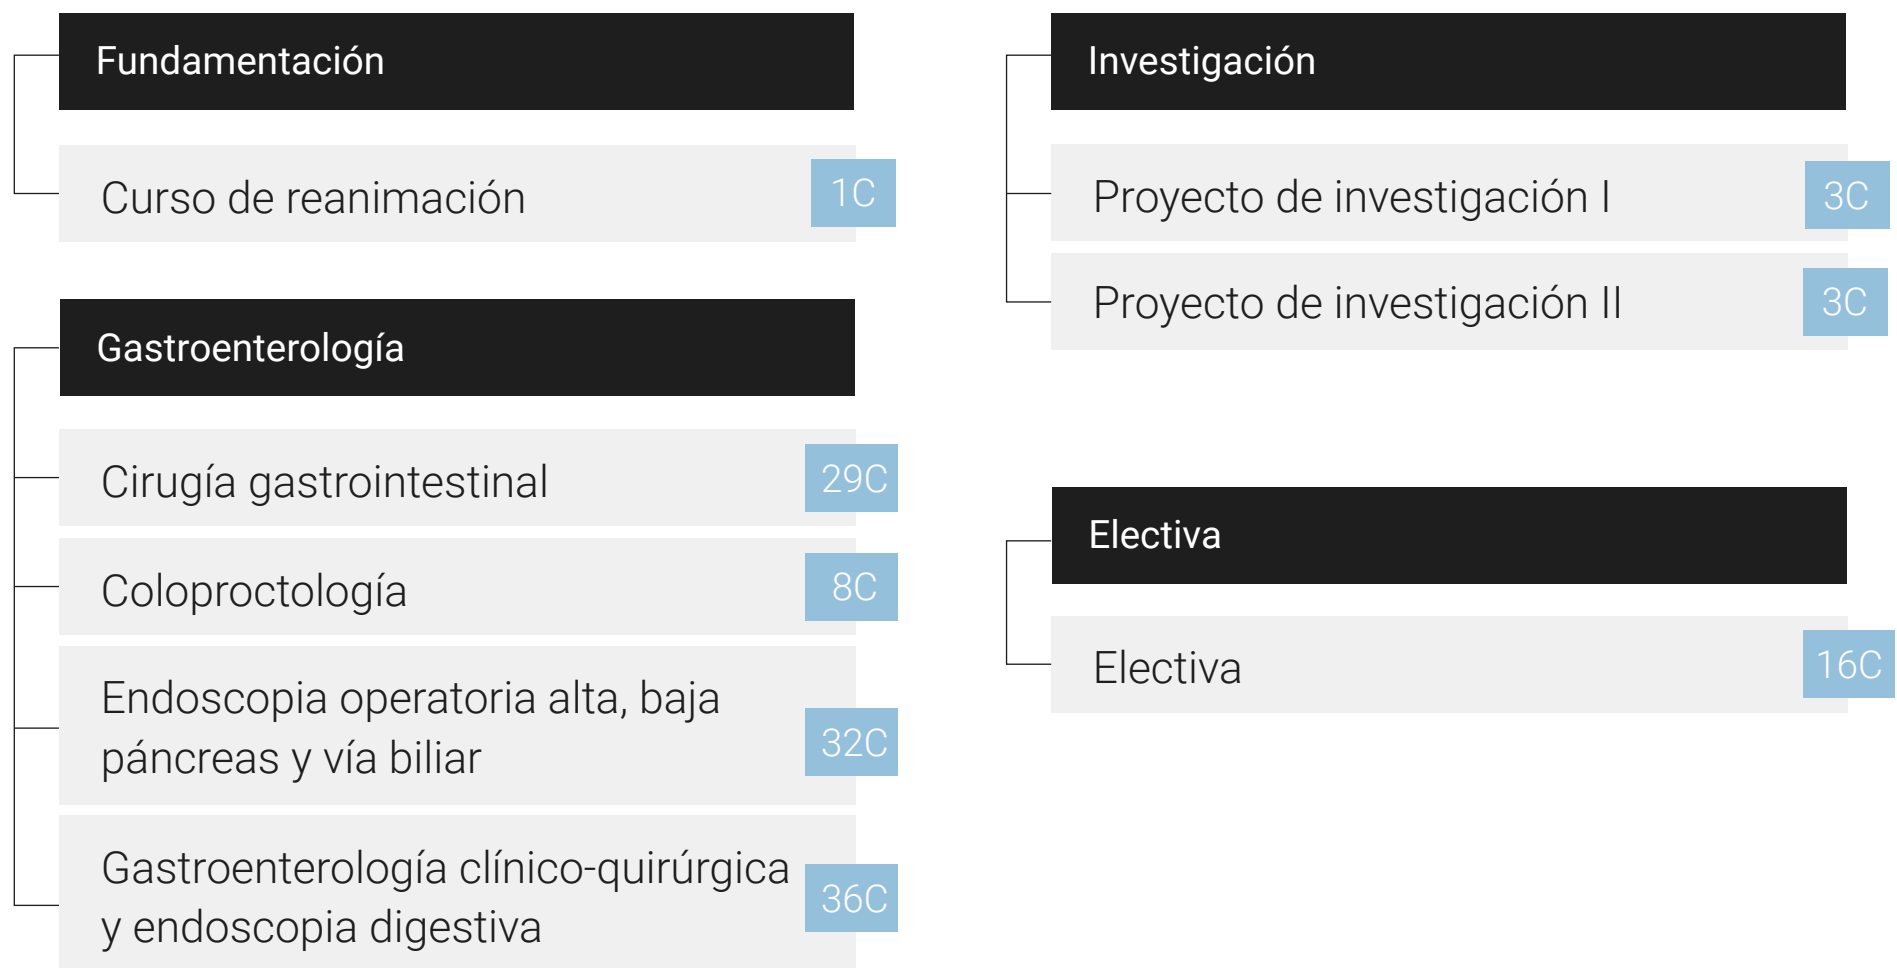 Fundamentación
Curso de reanimación 1C
Gastroenterología
Cirugía gastrointestinal 29C
Coloproctología 8C
Endoscopia operatoria alta, baja
páncreas y vía biliar 32C
Gastroenterología clínico-quirúrgica
y endoscopia digestiva 36C
Investigación
Proyecto de investigación I 3C
Proyecto de investigación II 3C
Electiva
Electiva 16C